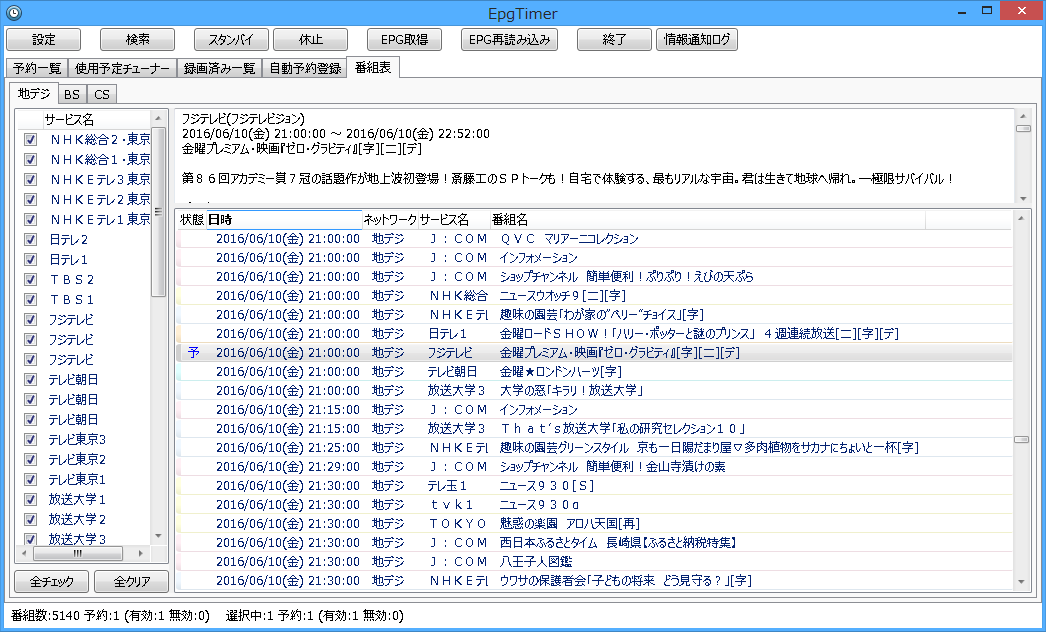 EpgTimer
設定 検索 スタンバイ 休止 EPG取得 EPG再読み込み 終了 情報通知ログ
予約一覧 使用予定チューナー 録画済み一覧 自動予約登録 番組表
地デジ BS CS
サービス名
ＮＨＫ総合２・東京
ＮＨＫ総合１・東京
ＮＨＫＥテレ３東京
ＮＨＫＥテレ２東京
ＮＨＫＥテレ１東京
日テレ２
日テレ１
ＴＢＳ２
ＴＢＳ１
フジテレビ
フジテレビ
フジテレビ
テレビ朝日
テレビ朝日
テレビ朝日
テレビ東京３
テレビ東京２
テレビ東京１
放送大学１
放送大学２
放送大学３
全チェック 全クリア
フジテレビ(フジテレビジョン)
2016/06/10(金) 21:00:00 ～ 2016/06/10(金) 22:52:00
金曜プレミアム・映画『ゼロ・グラビティ』[字][二][デ]
第８６回アカデミー賞７冠の話題作が地上波初登場！斎藤工のＳＰトークも！自宅で体験する、最もリアルな宇宙。君は生きて地球へ帰れ。―極限サバイバル！
状態 日時 ネットワーク サービス名 番組名
2016/06/10(金) 21:00:00 地デジ Ｊ：ＣＯＭ ＱＶＣ　マリアーニコレクション
2016/06/10(金) 21:00:00 地デジ Ｊ：ＣＯＭ インフォメーション
2016/06/10(金) 21:00:00 地デジ Ｊ：ＣＯＭ ショップチャンネル　簡単便利！ぷりぷり！えびの天ぷら
2016/06/10(金) 21:00:00 地デジ ＮＨＫ総合 ニュースウオッチ９[二][字]
2016/06/10(金) 21:00:00 地デジ ＮＨＫＥテレ 趣味の園芸「わが家の“ベリー”チョイス」[字]
2016/06/10(金) 21:00:00 地デジ 日テレ１ 金曜ロードＳＨＯＷ！「ハリー・ポッターと謎のプリンス」　４週連続放送[二][字][デ]
予 2016/06/10(金) 21:00:00 地デジ フジテレビ 金曜プレミアム・映画『ゼロ・グラビティ』[字][二][デ]
2016/06/10(金) 21:00:00 地デジ テレビ朝日 金曜★ロンドンハーツ[字]
2016/06/10(金) 21:00:00 地デジ 放送大学３ 大学の窓「キラリ！放送大学」
2016/06/10(金) 21:15:00 地デジ Ｊ：ＣＯＭ インフォメーション
2016/06/10(金) 21:15:00 地デジ 放送大学３ Ｔｈａｔ’ｓ放送大学「私の研究セレクション１０」
2016/06/10(金) 21:25:00 地デジ ＮＨＫＥテレ 趣味の園芸グリーンスタイル　京も一日陽だまり屋▽多肉植物をサカナにちょいと一杯[字]
2016/06/10(金) 21:29:00 地デジ Ｊ：ＣＯＭ ショップチャンネル　簡単便利！金山寺漬けの素
2016/06/10(金) 21:30:00 地デジ テレ玉１ ニュース９３０[Ｓ]
2016/06/10(金) 21:30:00 地デジ ｔｖｋ１ ニュース９３０α
2016/06/10(金) 21:30:00 地デジ ＴＯＫＹＯ 魅惑の楽園　アロハ天国[再]
2016/06/10(金) 21:30:00 地デジ Ｊ：ＣＯＭ 西日本ふるさとタイム　長崎県【ふるさと納税特集】
2016/06/10(金) 21:30:00 地デジ Ｊ：ＣＯＭ 八王子人図鑑
2016/06/10(金) 21:30:00 地デジ ＮＨＫＥテレ ウワサの保護者会「子どもの将来　どう見守る？」[字]
番組数:5140 予約:1 (有効:1 無効:0) 選択中:1 予約:1 (有効:1 無効:0)